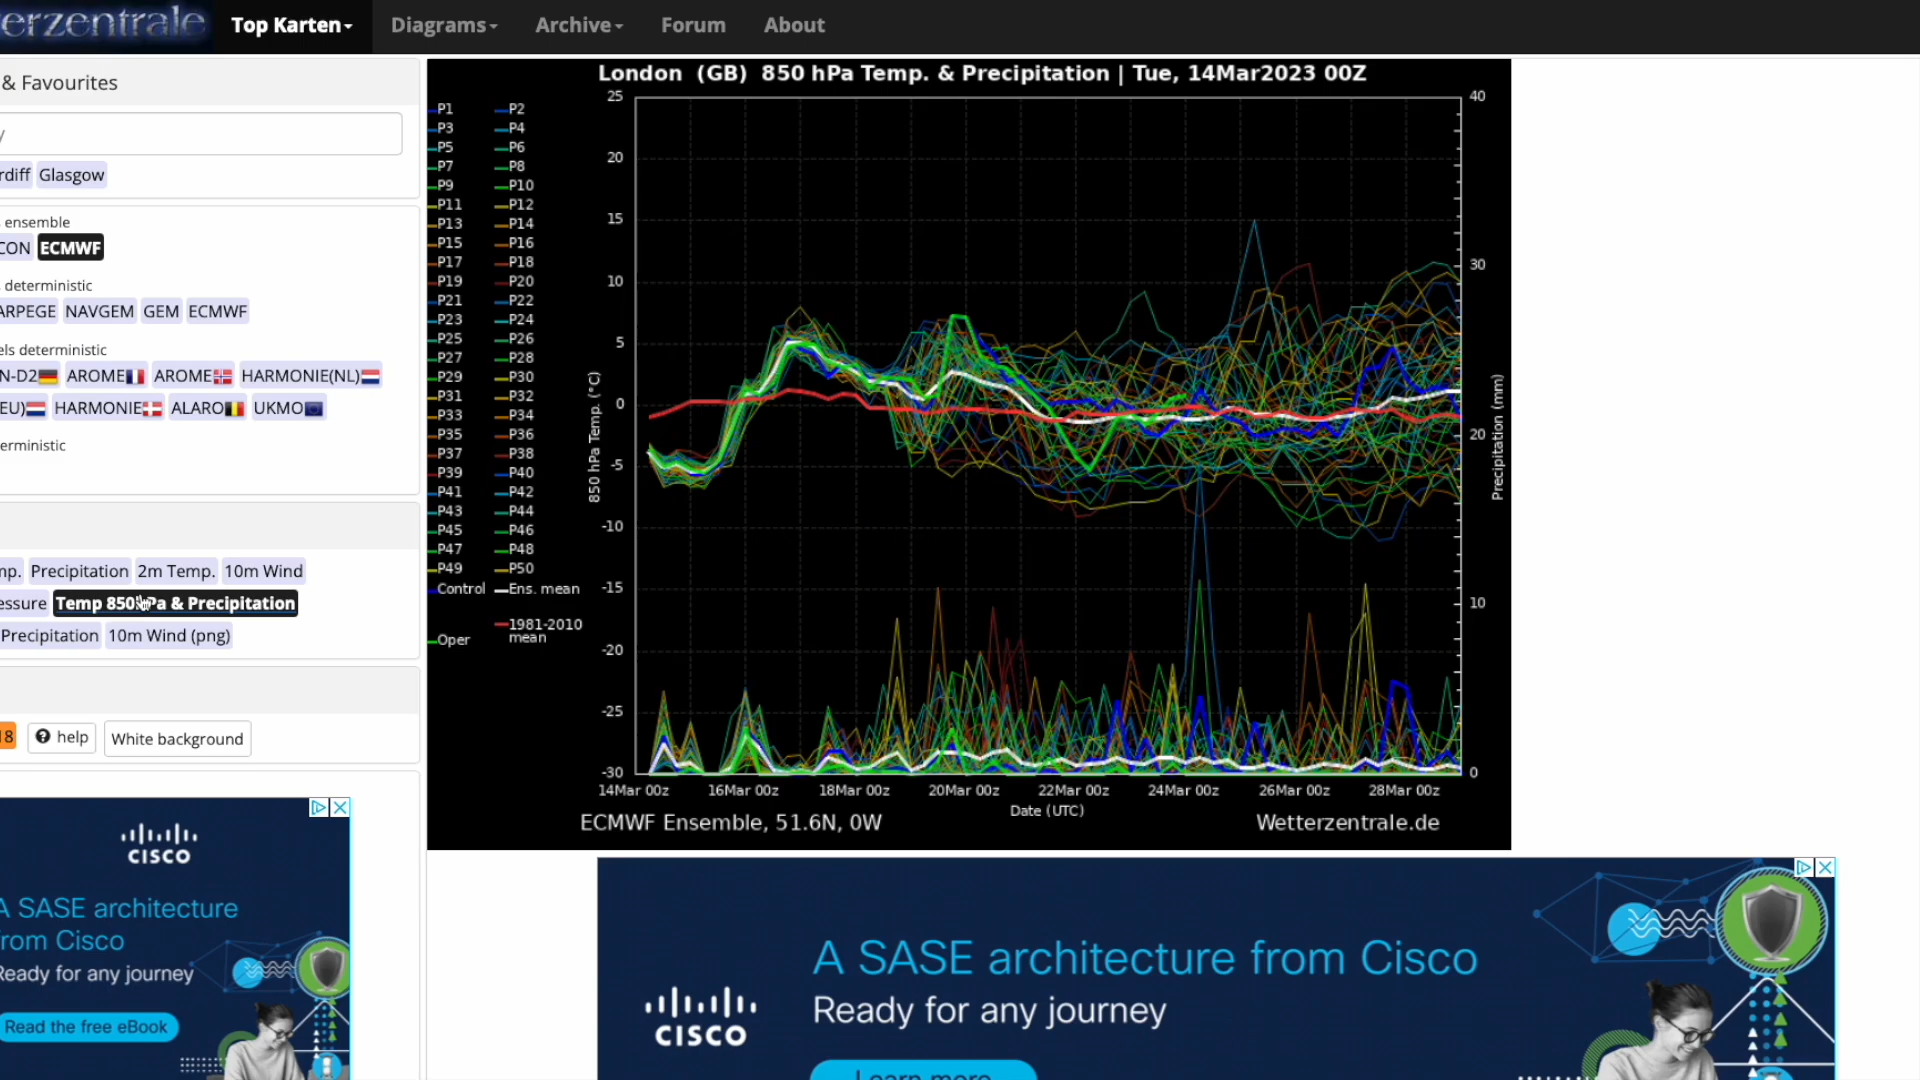 erzentrale
Top Karten
Diagrams
Archive
Forum
About
& Favourites
y
rdiff Glasgow
ensemble
CON ECMWF
deterministic
ARPEGE NAVGEM GEM ECMWF
els deterministic
N-D2 AROME AROME HARMONIE(NL)
EU) HARMONIE ALARO UKMO
erministic
mp. Precipitation 2m Temp. 10m Wind
essure Temp 850hPa & Precipitation
Precipitation 10m Wind (png)
18 help White background
CISCO
A SASE architecture
from Cisco
Ready for any journey
Read the free eBook
London (GB) 850 hPa Temp. & Precipitation | Tue, 14Mar2023 00Z
P1 P2
P3 P4
P5 P6
P7 P8
P9 P10
P11 P12
P13 P14
P15 P16
P17 P18
P19 P20
P21 P22
P23 P24
P25 P26
P27 P28
P29 P30
P31 P32
P33 P34
P35 P36
P37 P38
P39 P40
P41 P42
P43 P44
P45 P46
P47 P48
P49 P50
Control Ens. mean
Oper 1981-2010
mean
850 hPa Temp. (°C)
25
20
15
10
5
0
-5
-10
-15
-20
-25
-30
40
30
20
10
0
Precipitation (mm)
14Mar 00z 16Mar 00z 18Mar 00z 20Mar 00z 22Mar 00z 24Mar 00z 26Mar 00z 28Mar 00z
Date (UTC)
ECMWF Ensemble, 51.6N, 0W
Wetterzentrale.de
CISCO
A SASE architecture from Cisco
Ready for any journey
Learn more